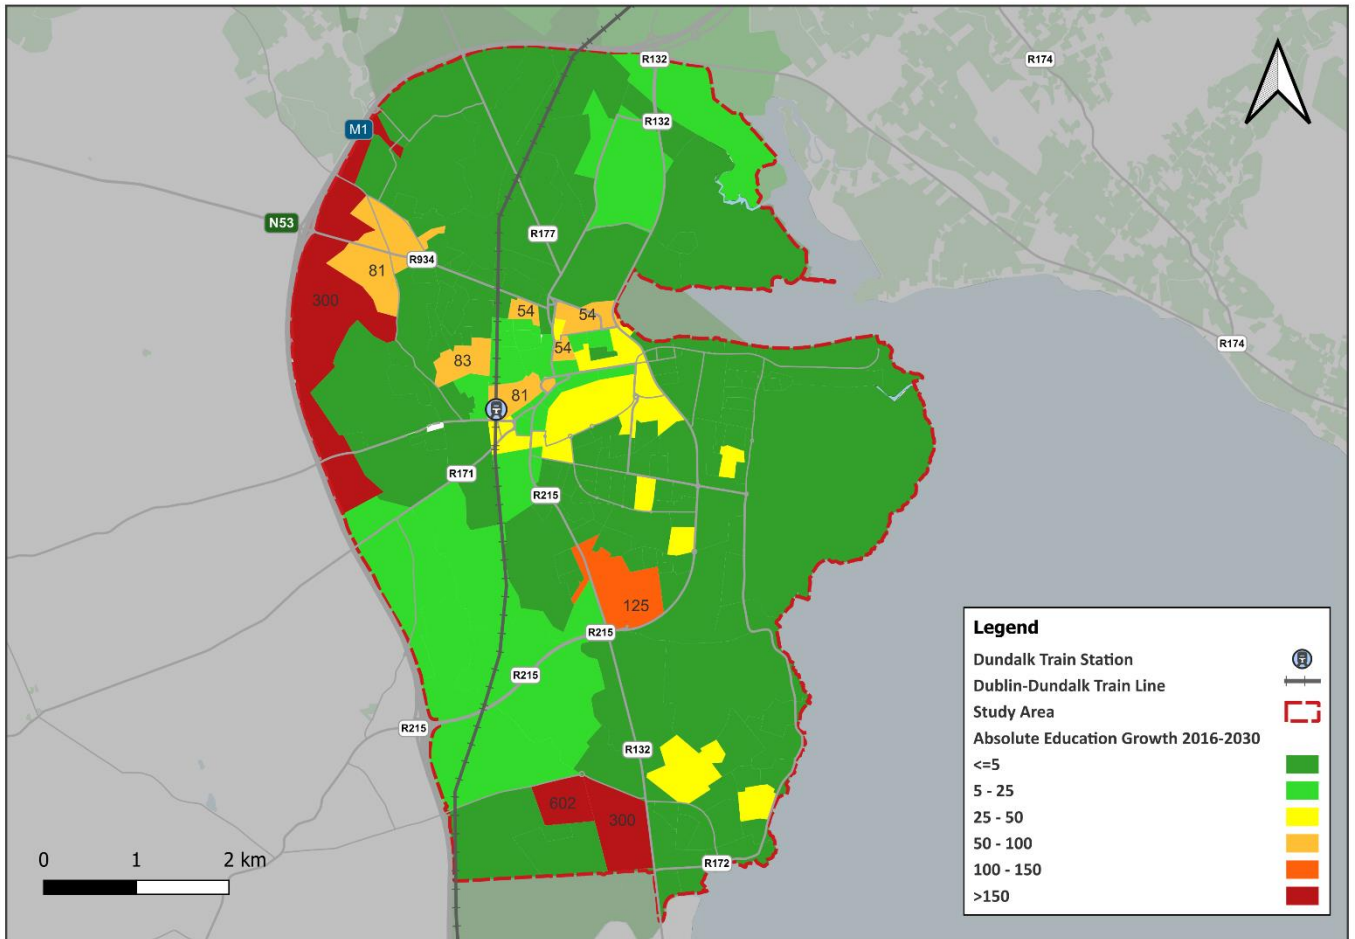 R132
R174
R132
M1
N53
R177
R934
81
300
54
54
54
83
81
R174
R171
R215
125
R215
R215
R215
R132
602
300
R172
0 1 2 km
Legend
Dundalk Train Station
Dublin-Dundalk Train Line
Study Area
Absolute Education Growth 2016-2030
<=5
5 - 25
25 - 50
50 - 100
100 - 150
>150